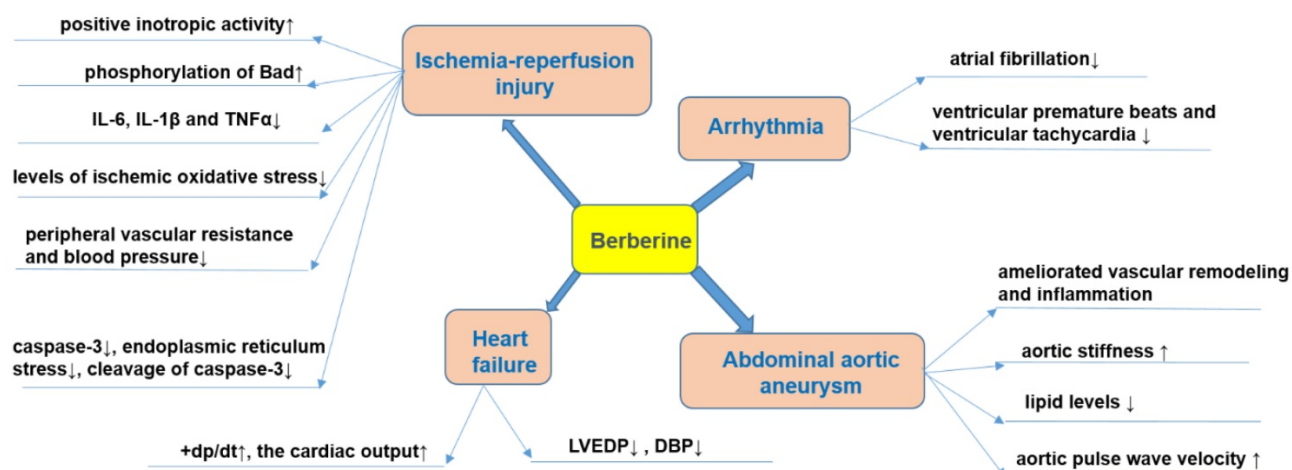 positive inotropic activity↑
phosphorylation of Bad↑
IL-6, IL-1β and TNFα↓
levels of ischemic oxidative stress↓
peripheral vascular resistance
and blood pressure↓
caspase-3↓, endoplasmic reticulum
stress↓, cleavage of caspase-3↓
Ischemia-reperfusion
injury
Arrhythmia
atrial fibrillation↓
ventricular premature beats and
ventricular tachycardia ↓
Berberine
Heart
failure
+dp/dt↑, the cardiac output↑
LVEDP↓ , DBP↓
Abdominal aortic
aneurysm
ameliorated vascular remodeling
and inflammation
aortic stiffness ↑
lipid levels ↓
aortic pulse wave velocity ↑